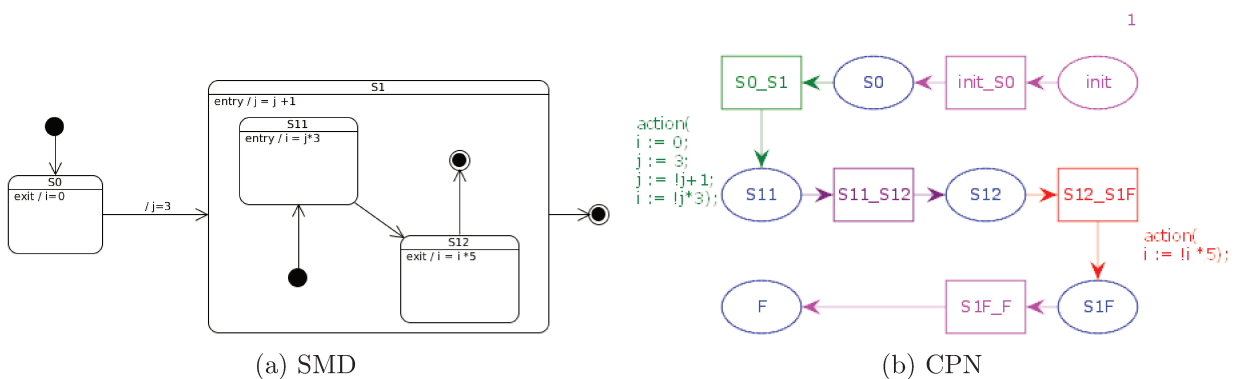 S1
entry / j = j +1
S11
entry / i = j*3
S0
exit / i=0
/ j=3
S12
exit / i = i *5
(a) SMD
1
S0_S1
S0
init_S0
init
action(
i := 0;
j := 3;
j := !j+1;
i := !j*3);
S11
S11_S12
S12
S12_S1F
action(
i := !i *5);
F
S1F_F
S1F
(b) CPN